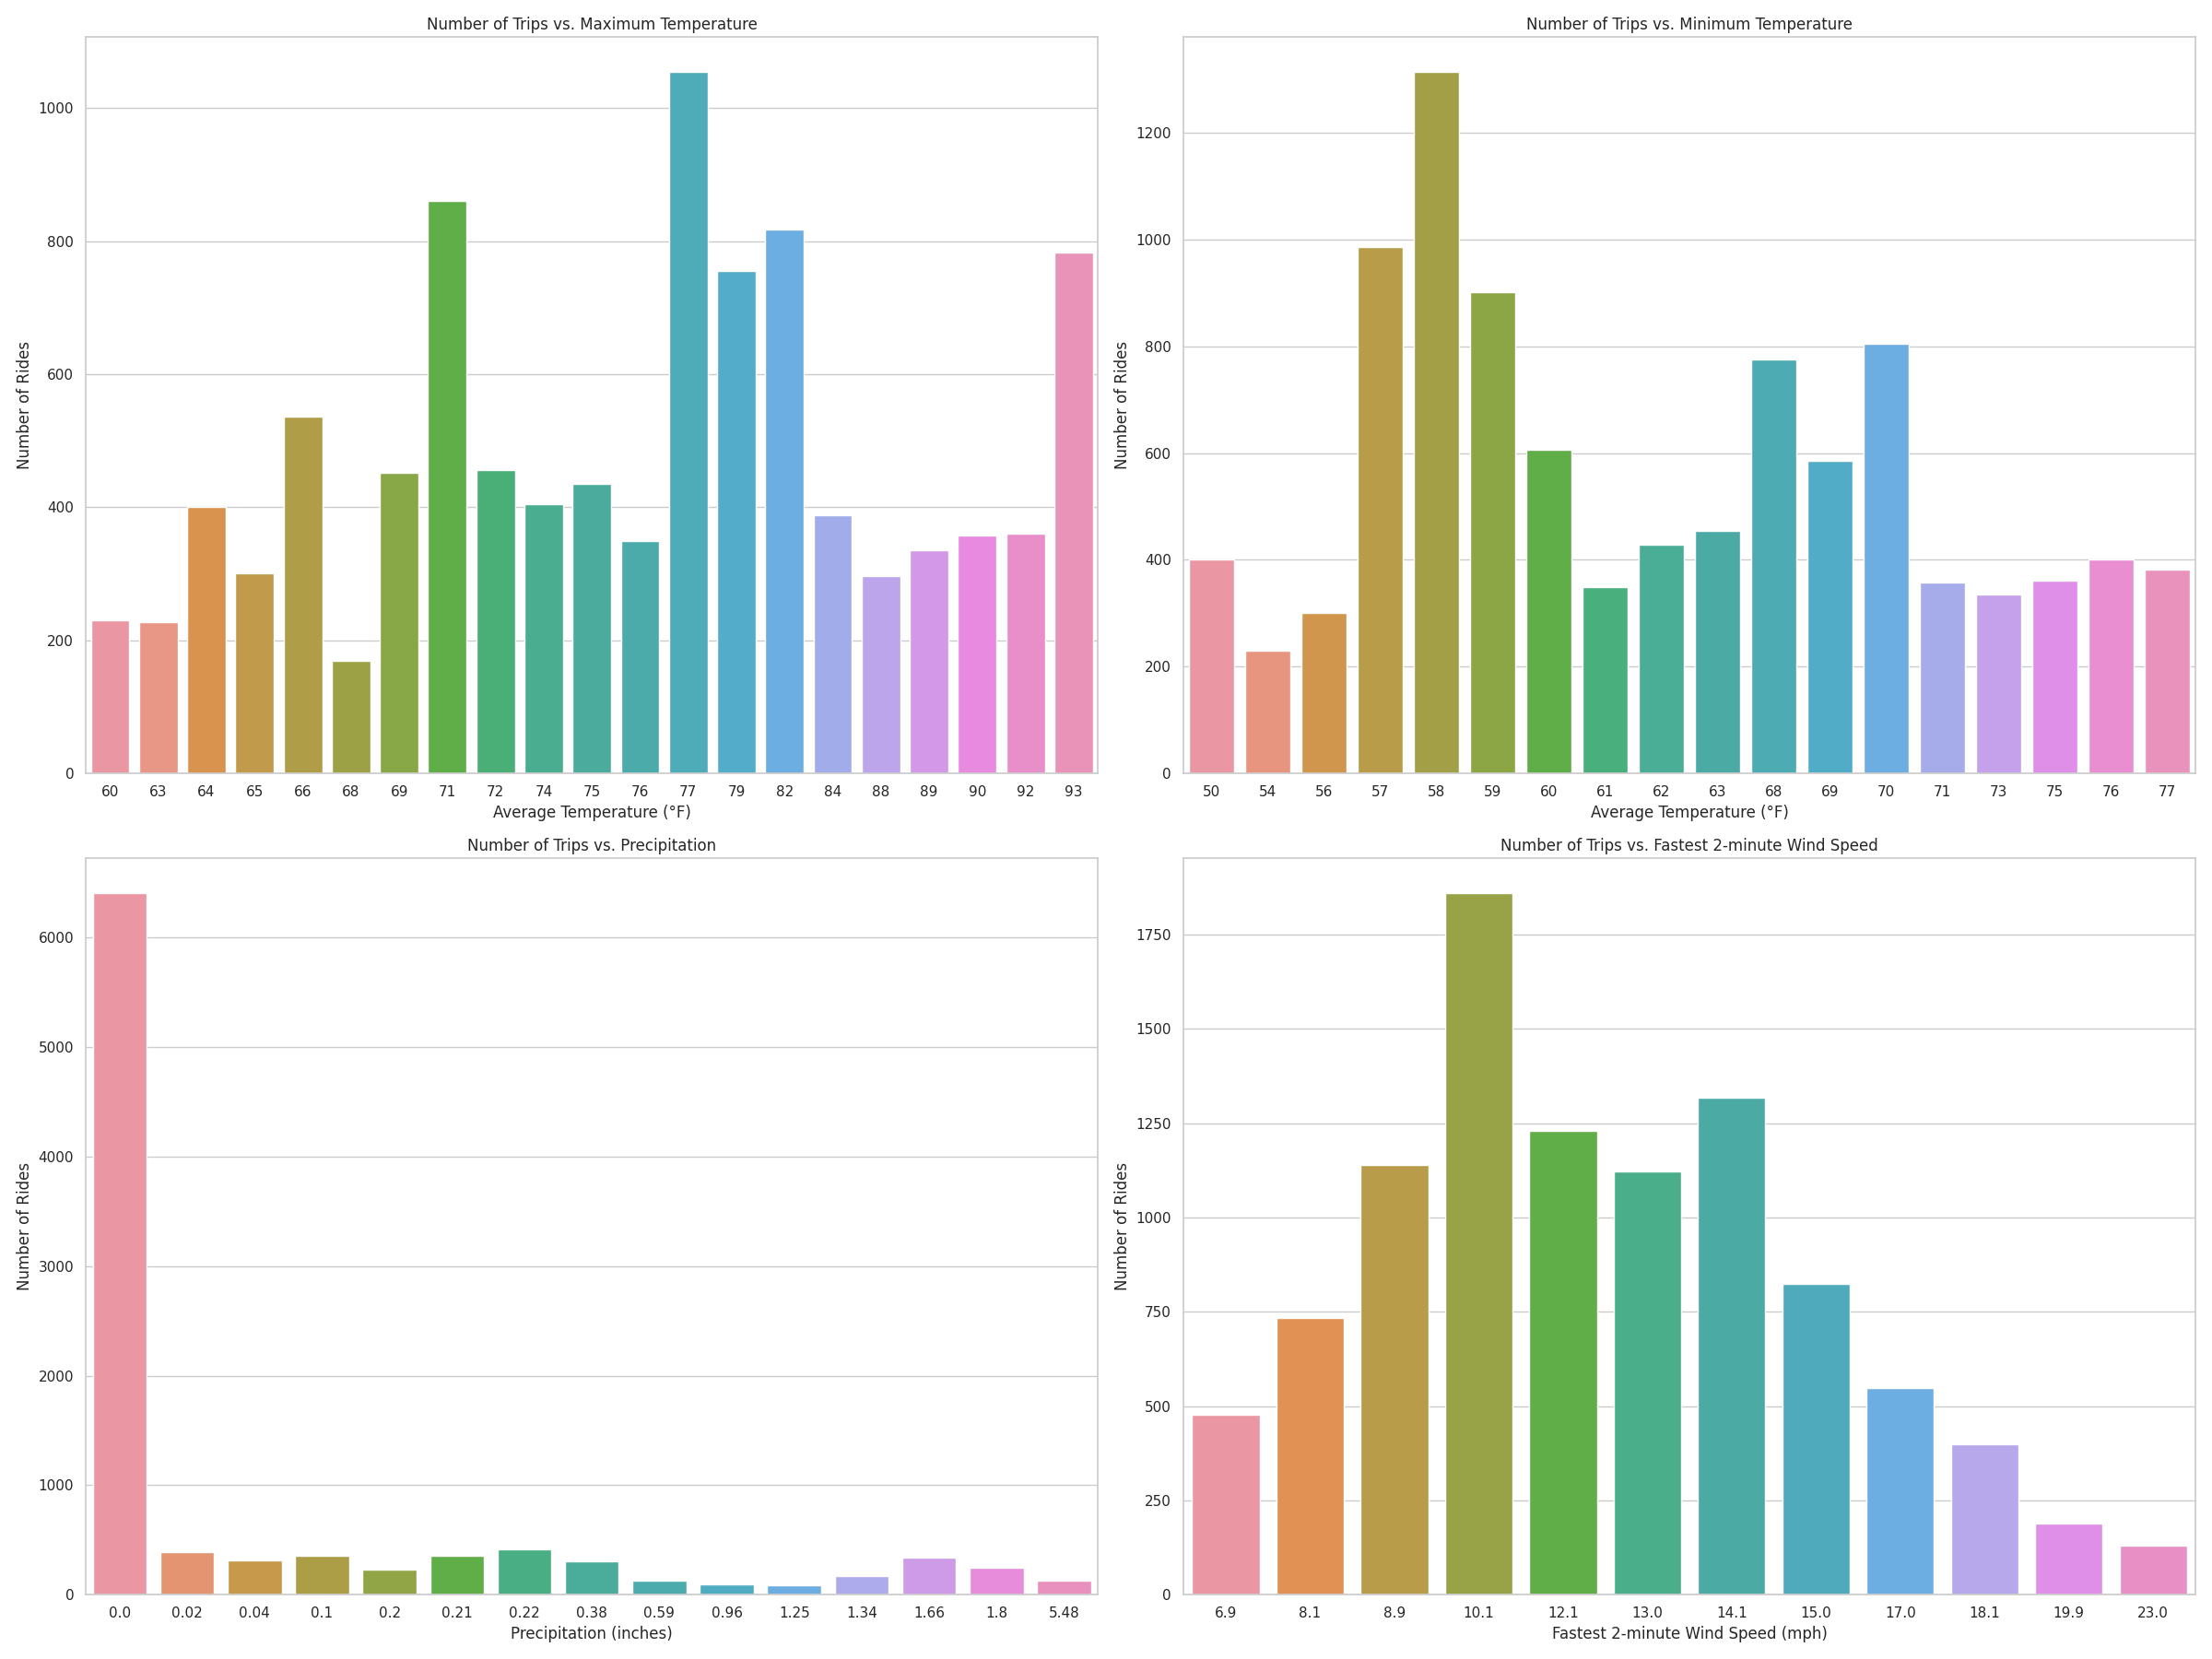 Number of Trips vs. Maximum Temperature
Number of Rides
1000
800
600
400
200
0
60 63 64 65 66 68 69 71 72 74 75 76 77 79 82 84 88 89 90 92 93
Average Temperature (°F)
Number of Trips vs. Minimum Temperature
Number of Rides
1200
1000
800
600
400
200
0
50 54 56 57 58 59 60 61 62 63 68 69 70 71 73 75 76 77
Average Temperature (°F)
Number of Trips vs. Precipitation
Number of Rides
6000
5000
4000
3000
2000
1000
0
0.0 0.02 0.04 0.1 0.2 0.21 0.22 0.38 0.59 0.96 1.25 1.34 1.66 1.8 5.48
Precipitation (inches)
Number of Trips vs. Fastest 2-minute Wind Speed
Number of Rides
1750
1500
1250
1000
750
500
250
0
6.9 8.1 8.9 10.1 12.1 13.0 14.1 15.0 17.0 18.1 19.9 23.0
Fastest 2-minute Wind Speed (mph)